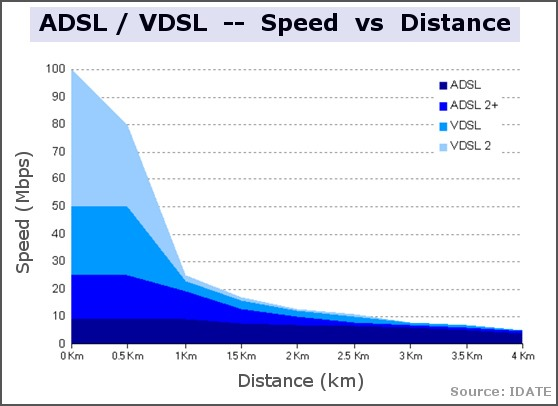 ADSL / VDSL -- Speed vs Distance
100
90
80
70
60
50
40
30
20
10
0
Speed (Mbps)
ADSL
ADSL 2+
VDSL
VDSL 2
0 Km 0.5 Km 1 Km 1.5 Km 2 Km 2.5 Km 3 Km 3.5 Km 4 Km
Distance (km)
Source: IDATE